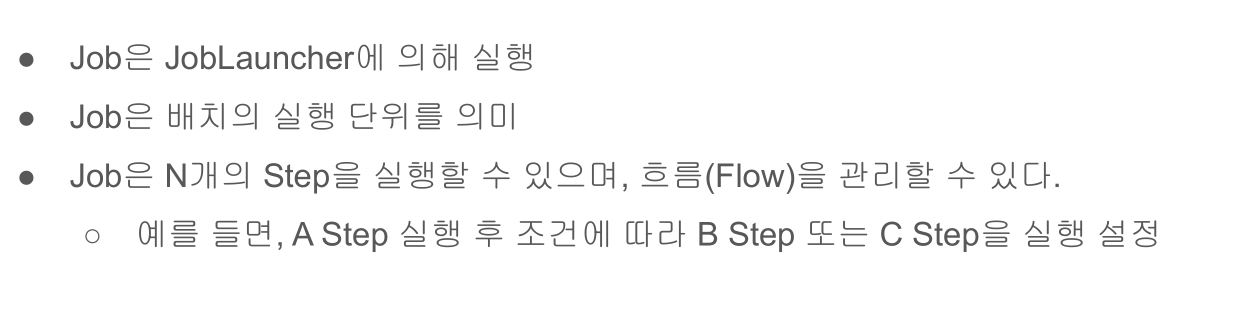 ● Job은 JobLauncher에 의해 실행
● Job은 배치의 실행 단위를 의미
● Job은 N개의 Step을 실행할 수 있으며, 흐름(Flow)을 관리할 수 있다.
○ 예를 들면, A Step 실행 후 조건에 따라 B Step 또는 C Step을 실행 설정